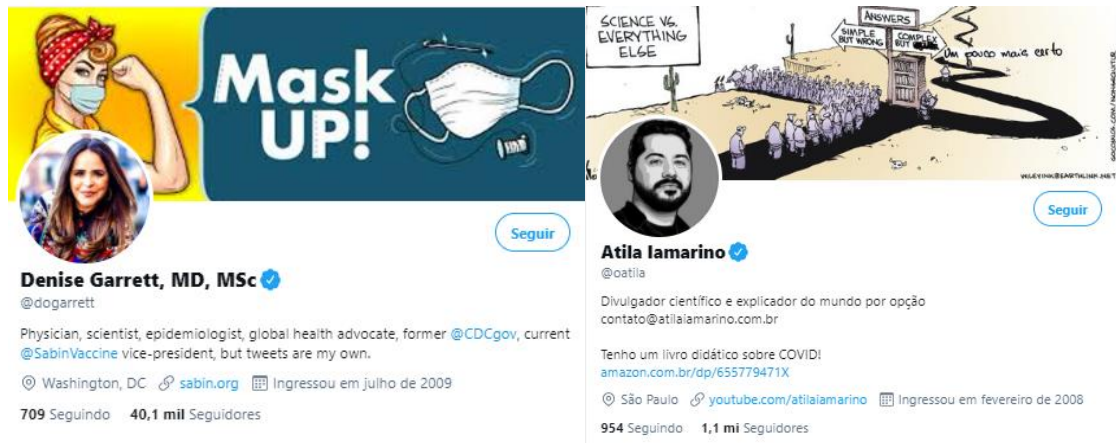 Mask
UP!
Seguir
Denise Garrett, MD, MSc
@dogarrett
Physician, scientist, epidemiologist, global health advocate, former @CDCgov, current
@SabinVaccine vice-president, but tweets are my own.
Washington, DC sabin.org Ingressou em julho de 2009
709 Seguindo 40,1 mil Seguidores
SCIENCE VS.
EVERYTHING
ELSE
ANSWERS
SIMPLE
BUT WRONG
COMPLEX
BUT
Um pouco mais certo
WILEYINK@EARTHLINK.NET
Seguir
Atila Iamarino
@oatila
Divulgador científico e explicador do mundo por opção
contato@atilaiamarino.com.br
Tenho um livro didático sobre COVID!
amazon.com.br/dp/655779471X
São Paulo youtube.com/atilaiamarino Ingressou em fevereiro de 2008
954 Seguindo 1,1 mi Seguidores